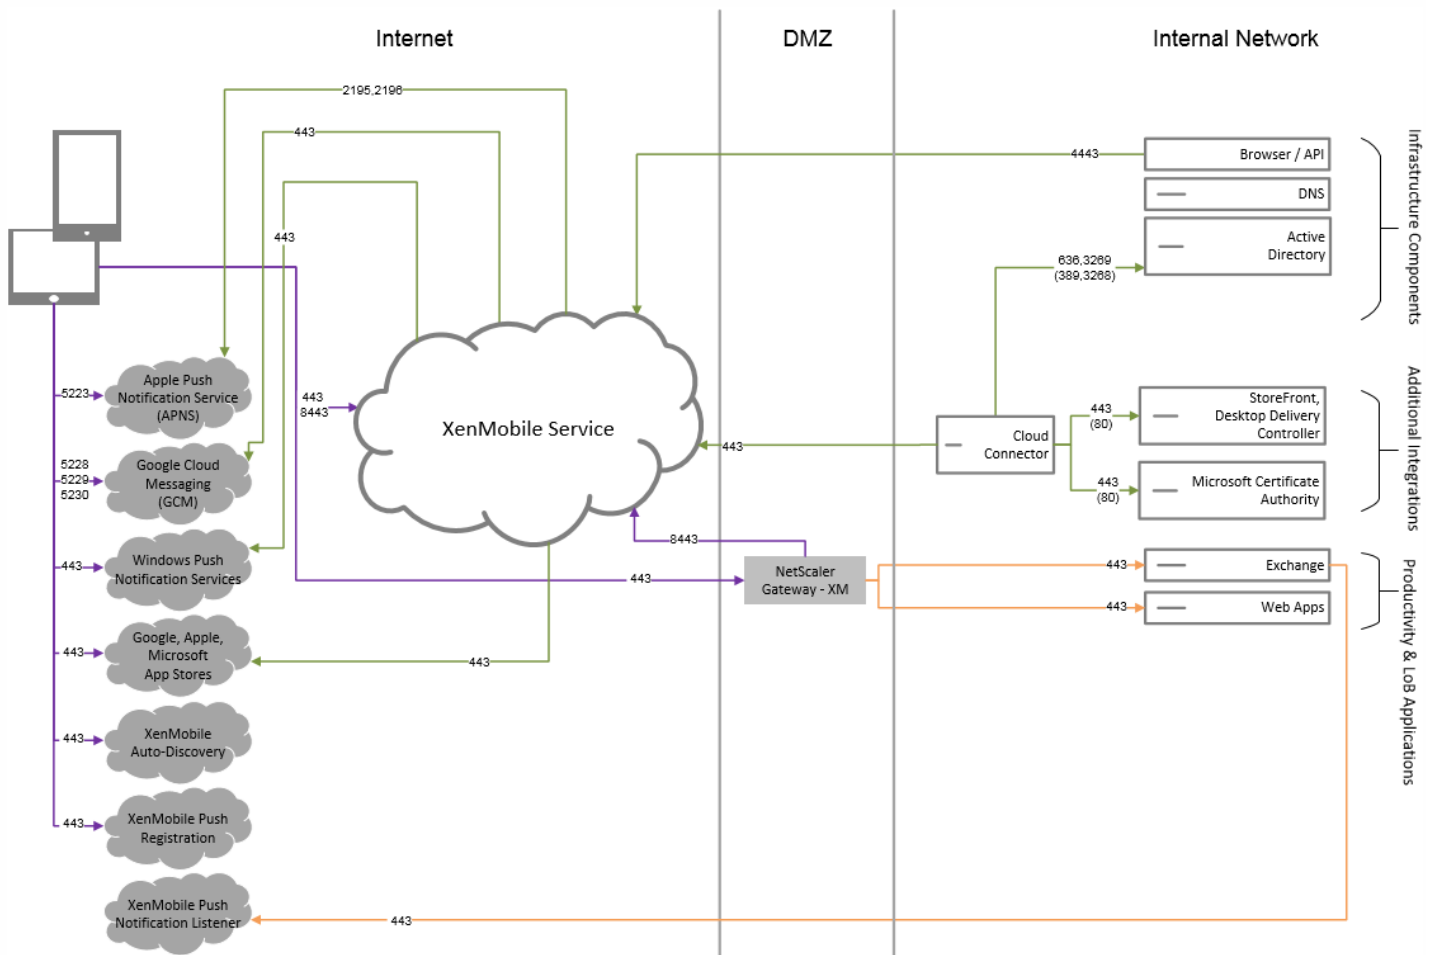 Internet
DMZ
Internal Network
2195,2196
443
443
4443
Browser / API
DNS
Active
Directory
636,3269
(389,3268)
Infrastructure Components
443
8443
XenMobile Service
5223
Apple Push
Notification Service
(APNS)
5228
5229
5230
Google Cloud
Messaging
(GCM)
443
Windows Push
Notification Services
443
Google, Apple,
Microsoft
App Stores
443
443
XenMobile
Auto-Discovery
443
XenMobile Push
Registration
XenMobile Push
Notification Listener
443
443
Cloud
Connector
443
(80)
StoreFront,
Desktop Delivery
Controller
443
(80)
Microsoft Certificate
Authority
Additional Integrations
8443
443
NetScaler
Gateway - XM
443
Exchange
443
Web Apps
Productivity & LoB Applications